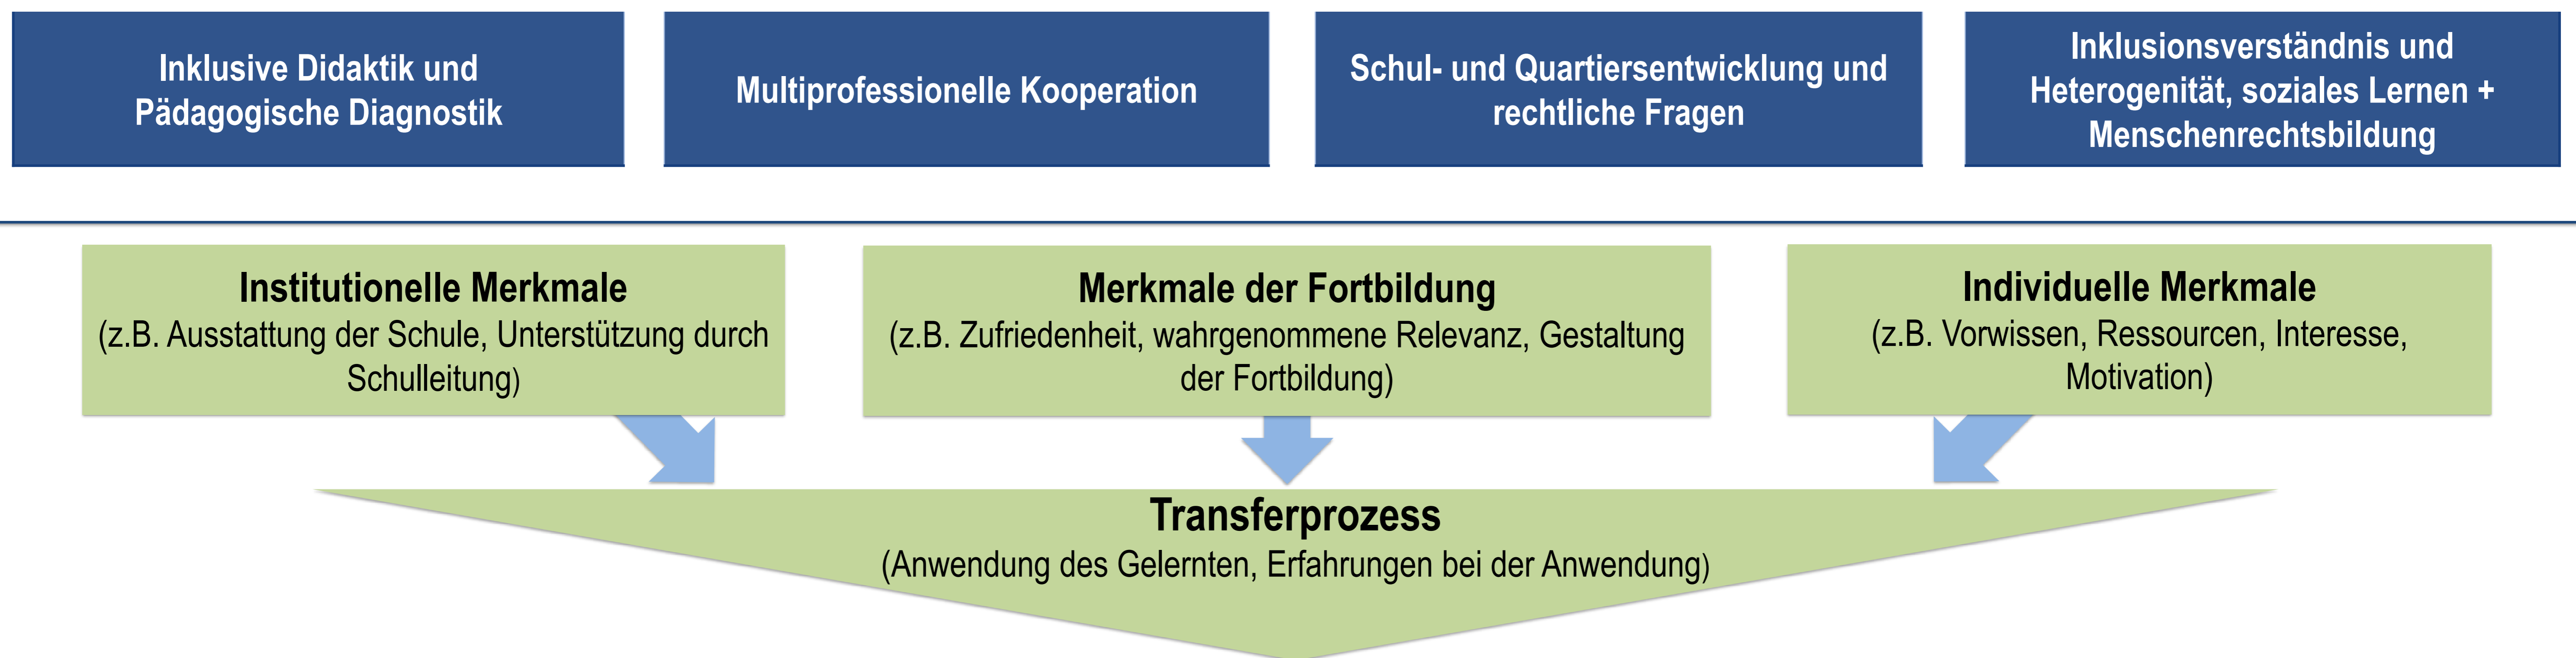 Inklusive Didaktik und
Pädagogische Diagnostik
Multiprofessionelle Kooperation
Schul- und Quartiersentwicklung und
rechtliche Fragen
Inklusionsverständnis und
Heterogenität, soziales Lernen +
Menschenrechtsbildung
Institutionelle Merkmale
(z.B. Ausstattung der Schule, Unterstützung durch
Schulleitung)
Merkmale der Fortbildung
(z.B. Zufriedenheit, wahrgenommene Relevanz, Gestaltung
der Fortbildung)
Individuelle Merkmale
(z.B. Vorwissen, Ressourcen, Interesse,
Motivation)
Transferprozess
(Anwendung des Gelernten, Erfahrungen bei der Anwendung)